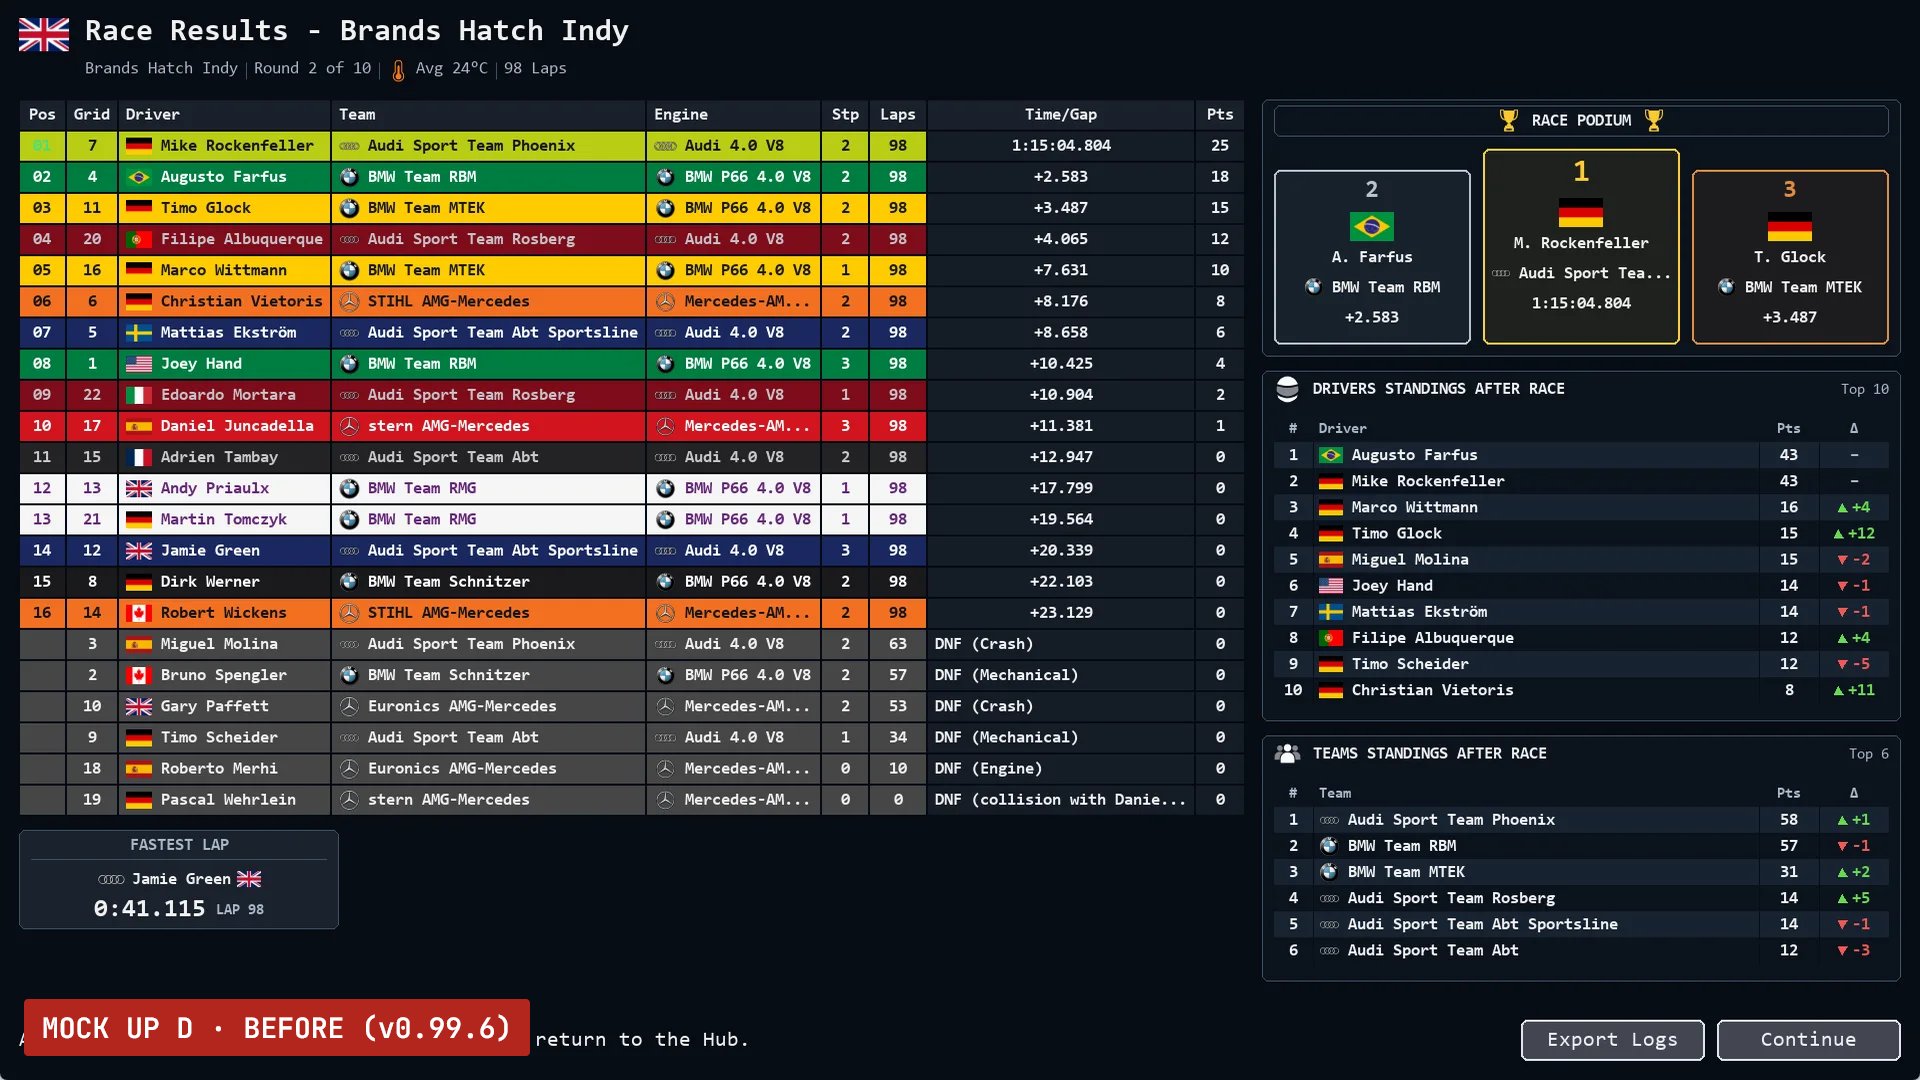 Race Results - Brands Hatch Indy
Brands Hatch Indy | Round 2 of 10 | Avg 24°C | 98 Laps
Pos Grid Driver Team Engine Stp Laps Time/Gap Pts
01 7 Mike Rockenfeller Audi Sport Team Phoenix Audi 4.0 V8 2 98 1:15:04.804 25
02 4 Augusto Farfus BMW Team RBM BMW P66 4.0 V8 2 98 +2.583 18
03 11 Timo Glock BMW Team MTEK BMW P66 4.0 V8 2 98 +3.487 15
04 20 Filipe Albuquerque Audi Sport Team Rosberg Audi 4.0 V8 2 98 +4.065 12
05 16 Marco Wittmann BMW Team MTEK BMW P66 4.0 V8 1 98 +7.631 10
06 6 Christian Vietoris STIHL AMG-Mercedes Mercedes-AM... 2 98 +8.176 8
07 5 Mattias Ekström Audi Sport Team Abt Sportsline Audi 4.0 V8 2 98 +8.658 6
08 1 Joey Hand BMW Team RBM BMW P66 4.0 V8 3 98 +10.425 4
09 22 Edoardo Mortara Audi Sport Team Rosberg Audi 4.0 V8 1 98 +10.904 2
10 17 Daniel Juncadella stern AMG-Mercedes Mercedes-AM... 3 98 +11.381 1
11 15 Adrien Tambay Audi Sport Team Abt Audi 4.0 V8 2 98 +12.947 0
12 13 Andy Priaulx BMW Team RMG BMW P66 4.0 V8 1 98 +17.799 0
13 21 Martin Tomczyk BMW Team RMG BMW P66 4.0 V8 1 98 +19.564 0
14 12 Jamie Green Audi Sport Team Abt Sportsline Audi 4.0 V8 3 98 +20.339 0
15 8 Dirk Werner BMW Team Schnitzer BMW P66 4.0 V8 2 98 +22.103 0
16 14 Robert Wickens STIHL AMG-Mercedes Mercedes-AM... 2 98 +23.129 0
3 Miguel Molina Audi Sport Team Phoenix Audi 4.0 V8 2 63 DNF (Crash) 0
2 Bruno Spengler BMW Team Schnitzer BMW P66 4.0 V8 2 57 DNF (Mechanical) 0
10 Gary Paffett Euronics AMG-Mercedes Mercedes-AM... 2 53 DNF (Crash) 0
9 Timo Scheider Audi Sport Team Abt Audi 4.0 V8 1 34 DNF (Mechanical) 0
18 Roberto Merhi Euronics AMG-Mercedes Mercedes-AM... 0 10 DNF (Engine) 0
19 Pascal Wehrlein stern AMG-Mercedes Mercedes-AM... 0 0 DNF (collision with Danie... 0
FASTEST LAP
Jamie Green
0:41.115 LAP 98
RACE PODIUM
2
A. Farfus
BMW Team RBM
+2.583
1
M. Rockenfeller
Audi Sport Tea...
1:15:04.804
3
T. Glock
BMW Team MTEK
+3.487
DRIVERS STANDINGS AFTER RACE Top 10
# Driver Pts Δ
1 Augusto Farfus 43 –
2 Mike Rockenfeller 43 –
3 Marco Wittmann 16 ▲ +4
4 Timo Glock 15 ▲ +12
5 Miguel Molina 15 ▼ -2
6 Joey Hand 14 ▼ -1
7 Mattias Ekström 14 ▼ -1
8 Filipe Albuquerque 12 ▲ +4
9 Timo Scheider 12 ▼ -5
10 Christian Vietoris 8 ▲ +11
TEAMS STANDINGS AFTER RACE Top 6
# Team Pts Δ
1 Audi Sport Team Phoenix 58 ▲ +1
2 BMW Team RBM 57 ▼ -1
3 BMW Team MTEK 31 ▲ +2
4 Audi Sport Team Rosberg 14 ▲ +5
5 Audi Sport Team Abt Sportsline 14 ▼ -1
6 Audi Sport Team Abt 12 ▼ -3
MOCK UP D · BEFORE (v0.99.6)
return to the Hub.
Export Logs
Continue